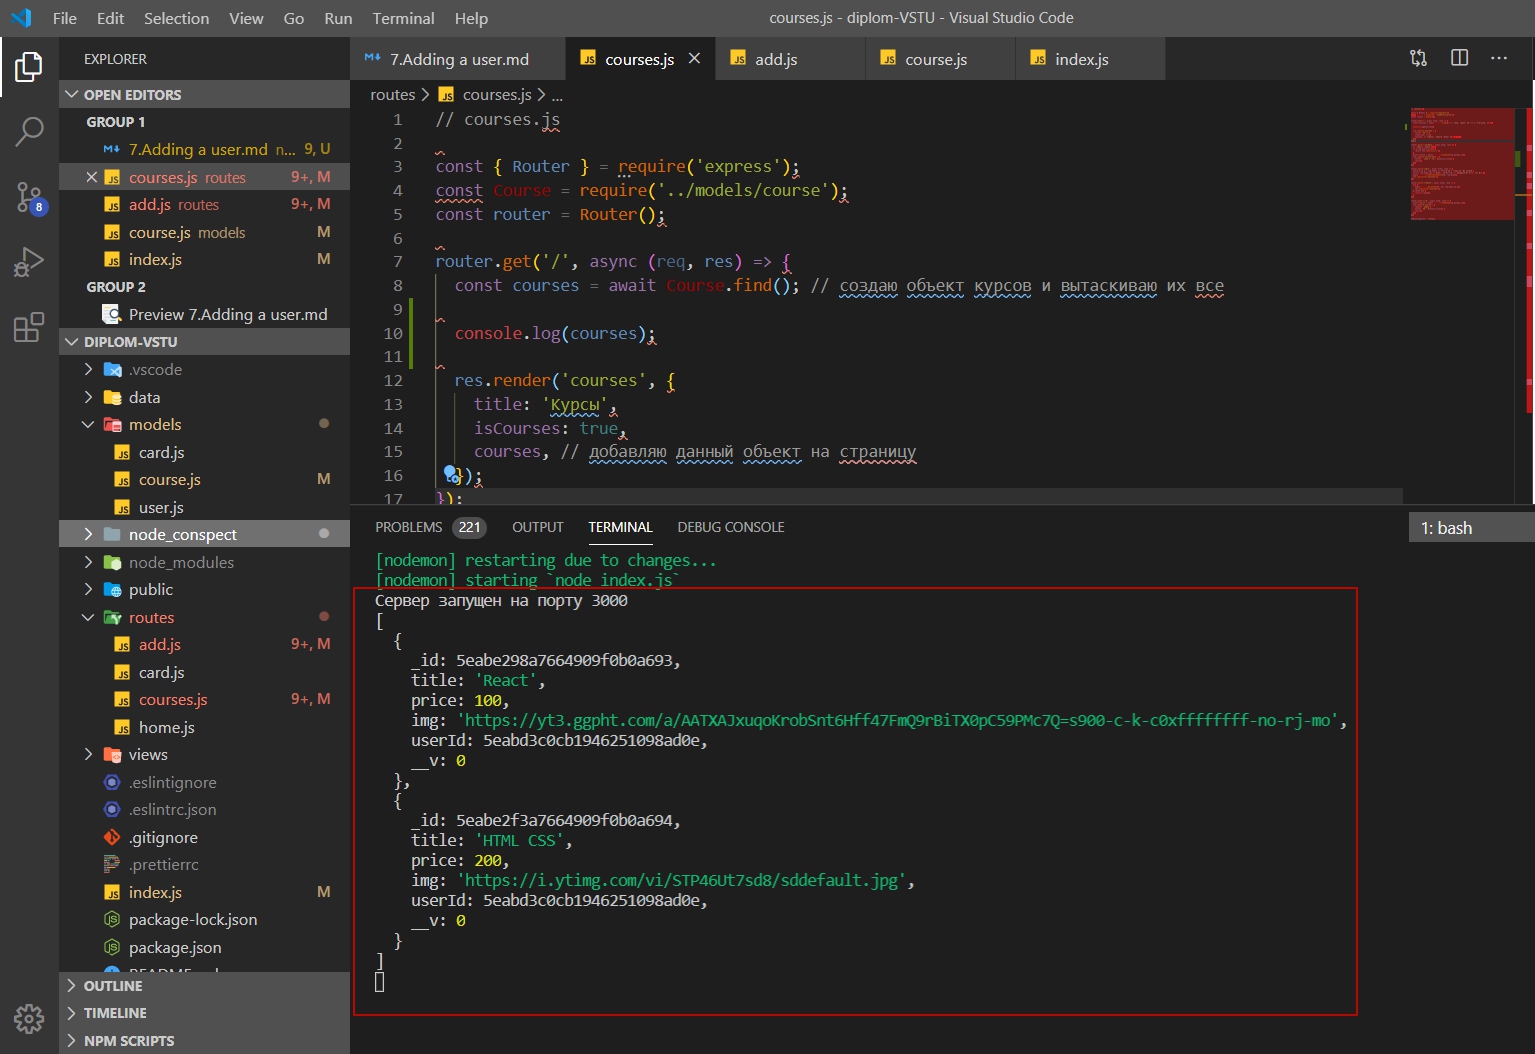 File Edit Selection View Go Run Terminal Help
courses.js - diplom-VSTU - Visual Studio Code
EXPLORER
OPEN EDITORS
GROUP 1
7.Adding a user.md n... 9, U
courses.js routes 9+, M
add.js routes 9+, M
course.js models M
index.js M
GROUP 2
Preview 7.Adding a user.md
DIPLOM-VSTU
.vscode
data
models
card.js
course.js M
user.js
node_conspect
node_modules
public
routes
add.js 9+, M
card.js
courses.js 9+, M
home.js
views
.eslintignore
.eslintrc.json
.gitignore
.prettierrc
index.js M
package-lock.json
package.json
OUTLINE
TIMELINE
NPM SCRIPTS
8
7.Adding a user.md courses.js add.js course.js index.js
routes > courses.js > ...
1 // courses.js
2
3 const { Router } = require('express');
4 const Course = require('../models/course');
5 const router = Router();
6
7 router.get('/', async (req, res) => {
8 const courses = await Course.find(); // создаю объект курсов и вытаскиваю их все
9
10 console.log(courses);
11
12 res.render('courses', {
13 title: 'Курсы',
14 isCourses: true,
15 courses, // добавляю данный объект на страницу
16 });
17 });
PROBLEMS 221 OUTPUT TERMINAL DEBUG CONSOLE
1: bash
[nodemon] restarting due to changes...
[nodemon] starting `node index.js`
Сервер запущен на порту 3000
[
{
_id: 5eabe298a7664909f0b0a693,
title: 'React',
price: 100,
img: 'https://yt3.ggpht.com/a/AATXAJxuqoKrobSnt6Hff47FmQ9rBiTX0pC59PMc7Q=s900-c-k-c0xffffffff-no-rj-mo',
userId: 5eabd3c0cb1946251098ad0e,
__v: 0
},
{
_id: 5eabe2f3a7664909f0b0a694,
title: 'HTML CSS',
price: 200,
img: 'https://i.ytimg.com/vi/STP46Ut7sd8/sddefault.jpg',
userId: 5eabd3c0cb1946251098ad0e,
__v: 0
}
]